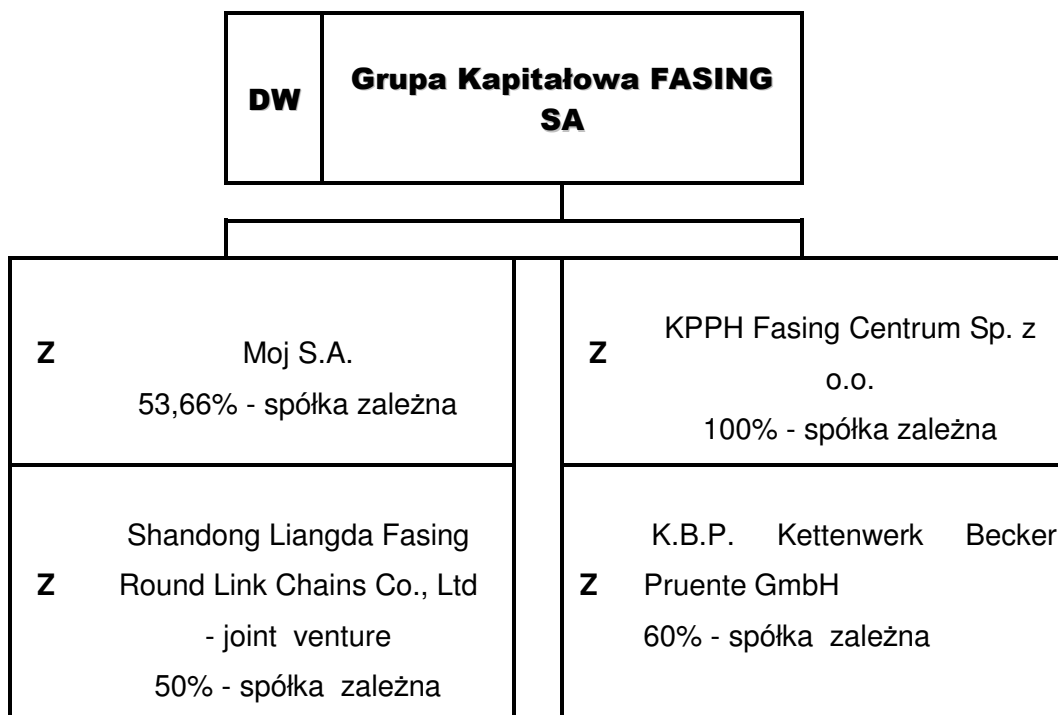 DW
Grupa Kapitałowa FASING
SA
Z
Moj S.A.
53,66% - spółka zależna
Z
KPPH Fasing Centrum Sp. z
o.o.
100% - spółka zależna
Z
Shandong Liangda Fasing
Round Link Chains Co., Ltd
- joint venture
50% - spółka zależna
Z
K.B.P. Kettenwerk Becker
Pruente GmbH
60% - spółka zależna